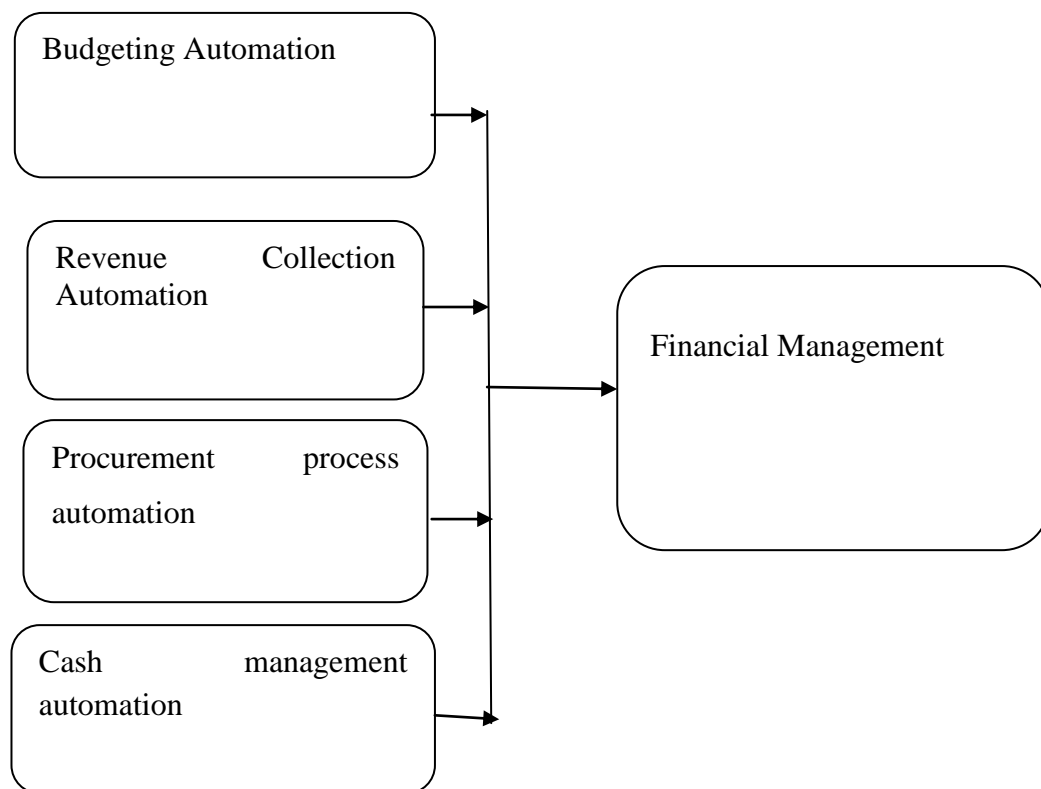 Budgeting Automation
Revenue Collection
Automation
Procurement process
automation
Cash management
automation
Financial Management